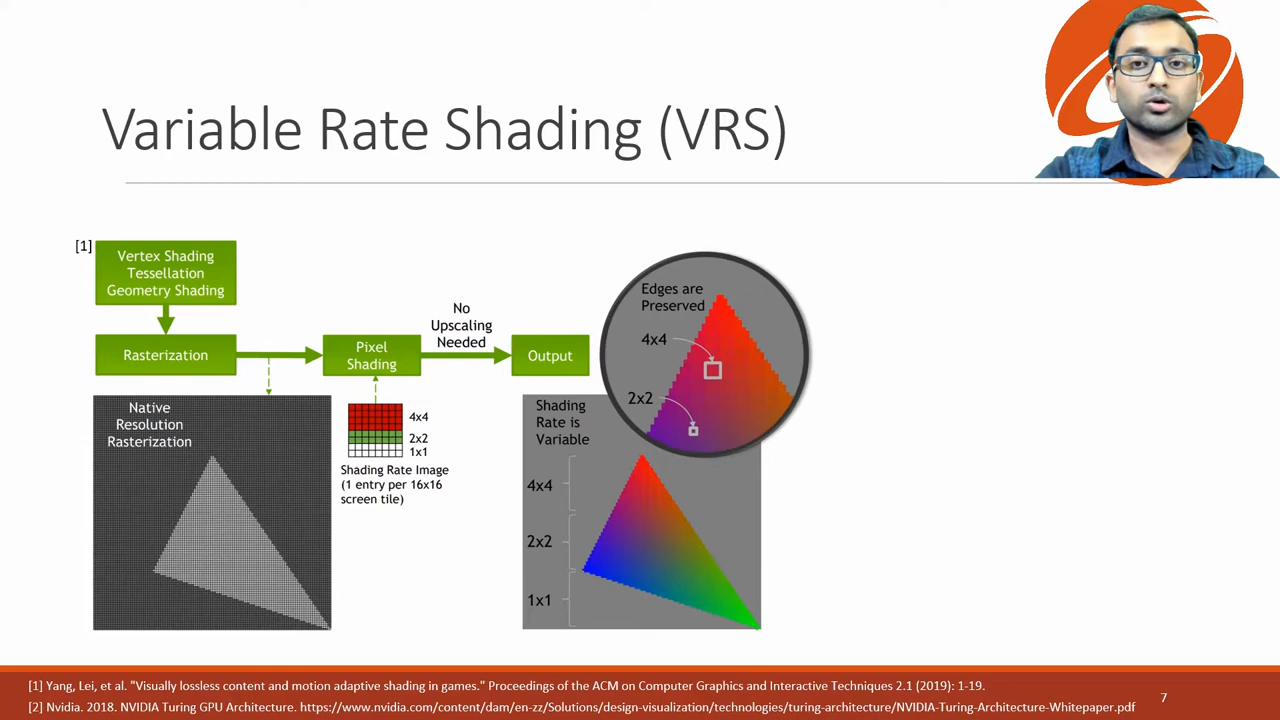 Variable Rate Shading (VRS)
[1]
Vertex Shading
Tessellation
Geometry Shading
Rasterization
Pixel
Shading
No
Upscaling
Needed
Output
Native
Resolution
Rasterization
4x4
2x2
1x1
Shading Rate Image
(1 entry per 16x16
screen tile)
Edges are
Preserved
4x4
2x2
Shading
Rate is
Variable
4x4
2x2
1x1
[1] Yang, Lei, et al. "Visually lossless content and motion adaptive shading in games." Proceedings of the ACM on Computer Graphics and Interactive Techniques 2.1 (2019): 1-19.
[2] Nvidia. 2018. NVIDIA Turing GPU Architecture. https://www.nvidia.com/content/dam/en-zz/Solutions/design-visualization/technologies/turing-architecture/NVIDIA-Turing-Architecture-Whitepaper.pdf
7